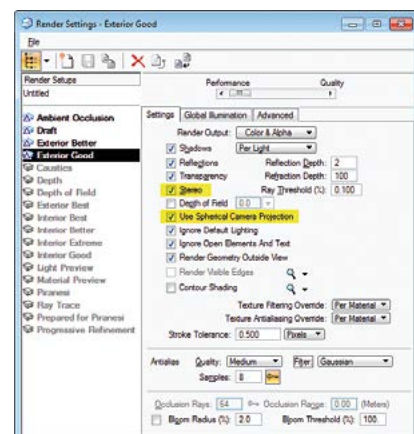 Render Settings - Exterior Good
File
Render Setups
Untitled
Ambient Occlusion
Draft
Exterior Better
Exterior Good
Caustics
Depth
Depth of Field
Exterior Best
Interior Best
Interior Better
Interior Extreme
Interior Good
Light Preview
Material Preview
Piranesi
Ray Trace
Prepared for Piranesi
Progressive Refinement
Performance Quality
Settings Global Illumination Advanced
Render Output: Color & Alpha
Shadows Per Light
Reflections Reflection Depth: 2
Transparency Refraction Depth: 100
Stereo Ray Threshold (%): 0.100
Depth of Field 0.0
Use Spherical Camera Projection
Ignore Default Lighting
Ignore Open Elements And Text
Render Geometry Outside View
Render Visible Edges
Contour Shading
Texture Filtering Override: Per Material
Texture Antialiasing Override: Per Material
Stroke Tolerance: 0.500 Pixels
Antialias Quality: Medium Filter: Gaussian
Samples: 8
Occlusion Rays: 64 Occlusion Range: 0.00 (Meters)
Bloom Radius (%): 2.0 Bloom Threshold (%): 100.